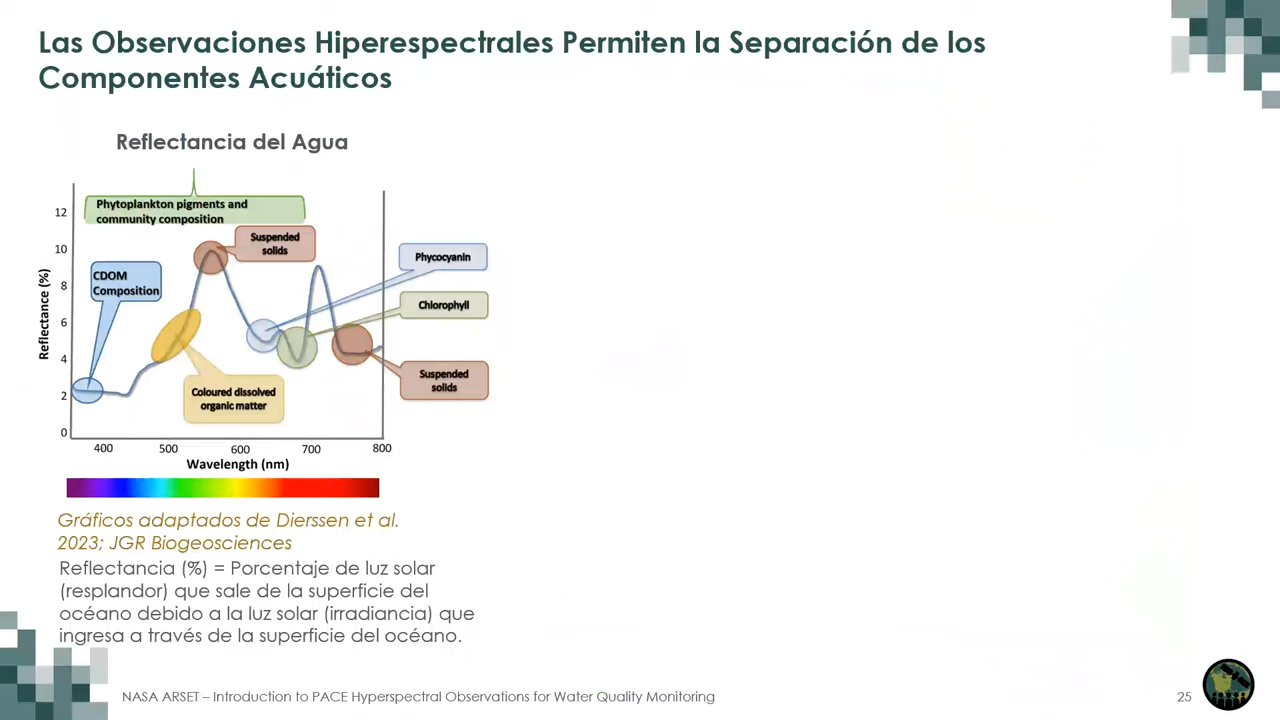 Las Observaciones Hiperespectrales Permiten la Separación de los
Componentes Acuáticos
Reflectancia del Agua
Phytoplankton pigments and
community composition
Suspended
solids
CDOM
Composition
Phycocyanin
Chlorophyll
Suspended
solids
Coloured dissolved
organic matter
Reflectance (%)
12
10
8
6
4
2
0
400 500 600 700 800
Wavelength (nm)
Gráficos adaptados de Dierssen et al.
2023; JGR Biogeosciences
Reflectancia (%) = Porcentaje de luz solar
(resplandor) que sale de la superficie del
océano debido a la luz solar (irradiancia) que
ingresa a través de la superficie del océano.
NASA ARSET – Introduction to PACE Hyperspectral Observations for Water Quality Monitoring
25